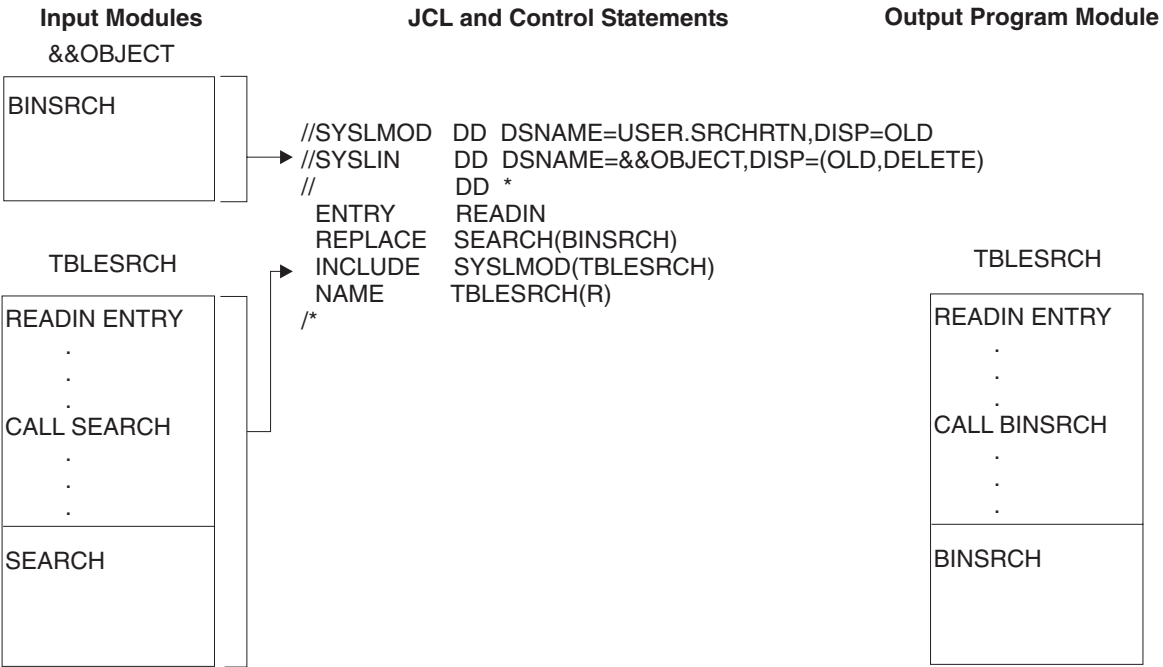 Input Modules
JCL and Control Statements
Output Program Module
&&OBJECT
BINSRCH
//SYSLMOD DD DSNAME=USER.SRCHRTN,DISP=OLD
//SYSLIN DD DSNAME=&&OBJECT,DISP=(OLD,DELETE)
// DD *
ENTRY READIN
REPLACE SEARCH(BINSRCH)
INCLUDE SYSLMOD(TBLESRCH)
NAME TBLESRCH(R)
/*
TBLESRCH
READIN ENTRY
.
.
.
CALL SEARCH
.
.
.
SEARCH
TBLESRCH
READIN ENTRY
.
.
.
CALL BINSRCH
.
.
.
BINSRCH